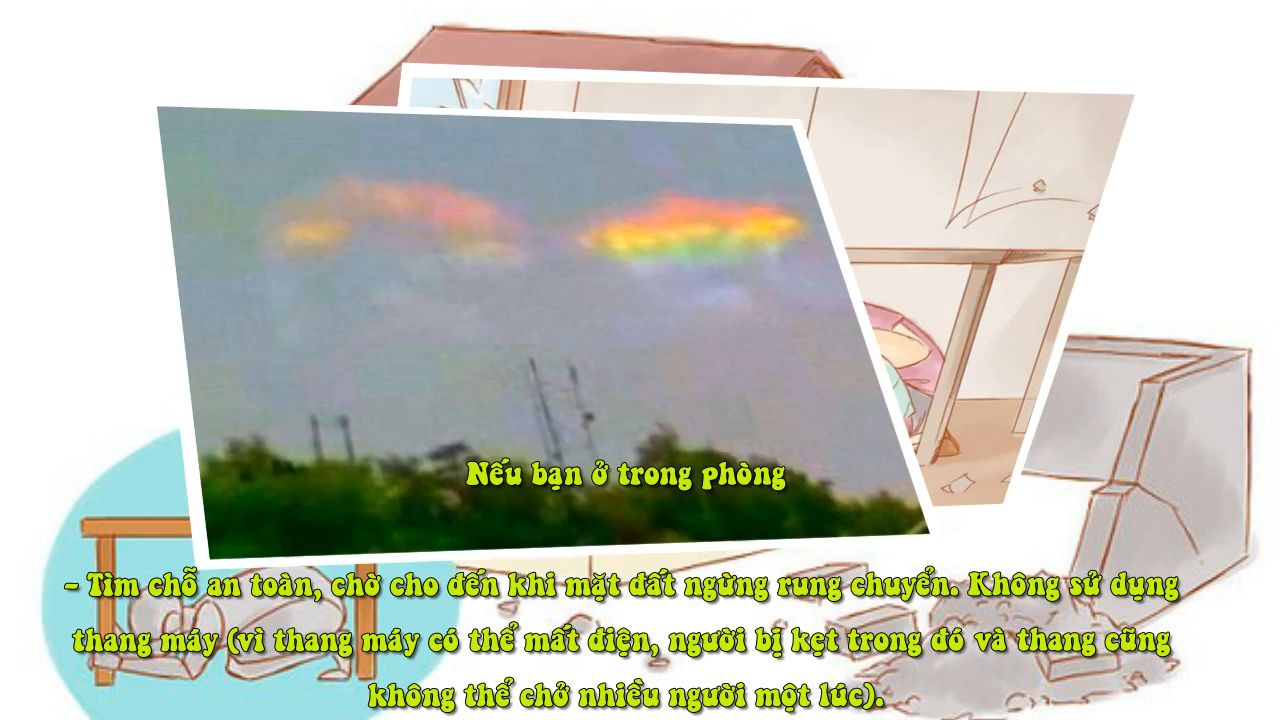 Nếu bạn ở trong phòng
- Tìm chỗ an toàn, chờ cho đến khi mặt đất ngừng rung chuyển. Không sử dụng
thang máy (vì thang máy có thể mất điện, người bị kẹt trong đó và thang cũng
không thể chở nhiều người một lúc).